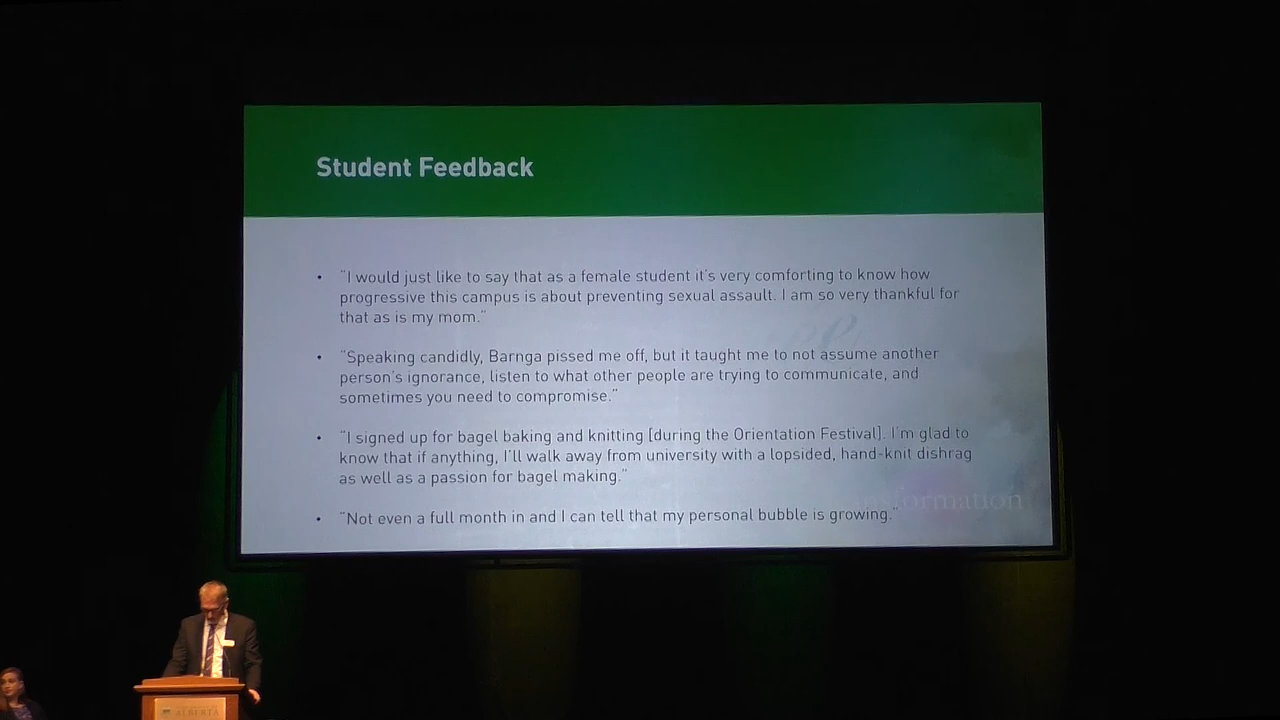 Student Feedback
• “I would just like to say that as a female student it’s very comforting to know how
progressive this campus is about preventing sexual assault. I am so very thankful for
that as is my mom.”
• “Speaking candidly, Barnga pissed me off, but it taught me to not assume another
person’s ignorance, listen to what other people are trying to communicate, and
sometimes you need to compromise.”
• “I signed up for bagel baking and knitting [during the Orientation Festival]. I’m glad to
know that if anything, I’ll walk away from university with a lopsided, hand-knit dishrag
as well as a passion for bagel making.”
• “Not even a full month in and I can tell that my personal bubble is growing.”
ALBERTA